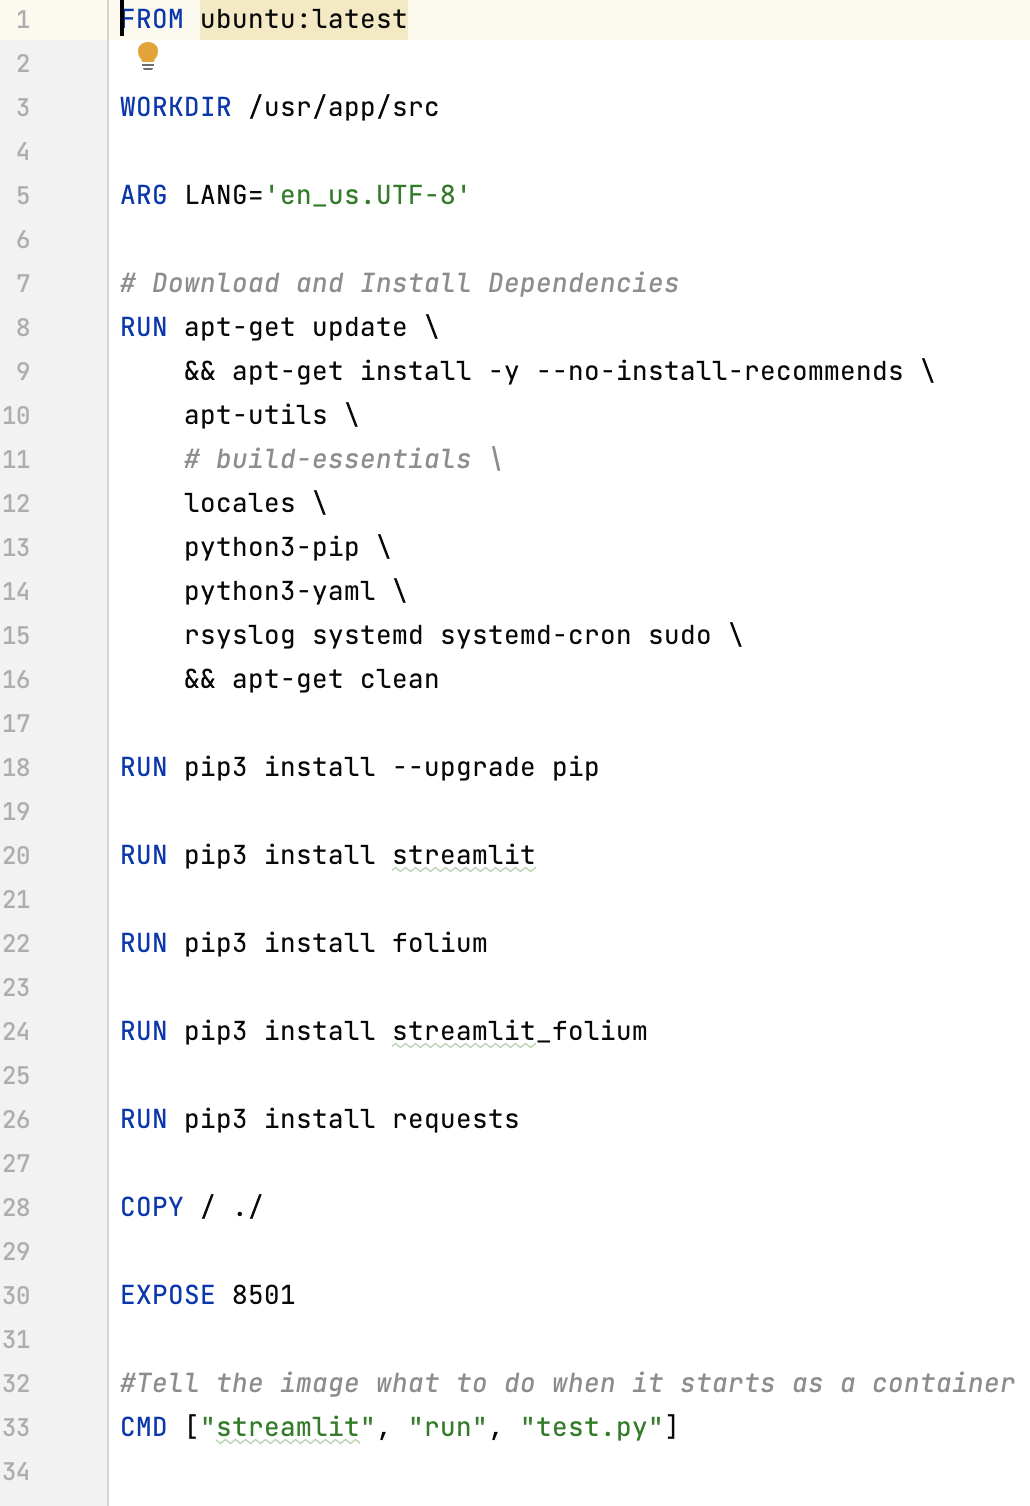 1 FROM ubuntu:latest
2
3 WORKDIR /usr/app/src
4
5 ARG LANG='en_us.UTF-8'
6
7 # Download and Install Dependencies
8 RUN apt-get update \
9     && apt-get install -y --no-install-recommends \
10     apt-utils \
11     # build-essentials \
12     locales \
13     python3-pip \
14     python3-yaml \
15     rsyslog systemd systemd-cron sudo \
16     && apt-get clean
17
18 RUN pip3 install --upgrade pip
19
20 RUN pip3 install streamlit
21
22 RUN pip3 install folium
23
24 RUN pip3 install streamlit_folium
25
26 RUN pip3 install requests
27
28 COPY / ./
29
30 EXPOSE 8501
31
32 #Tell the image what to do when it starts as a container
33 CMD ["streamlit", "run", "test.py"]
34